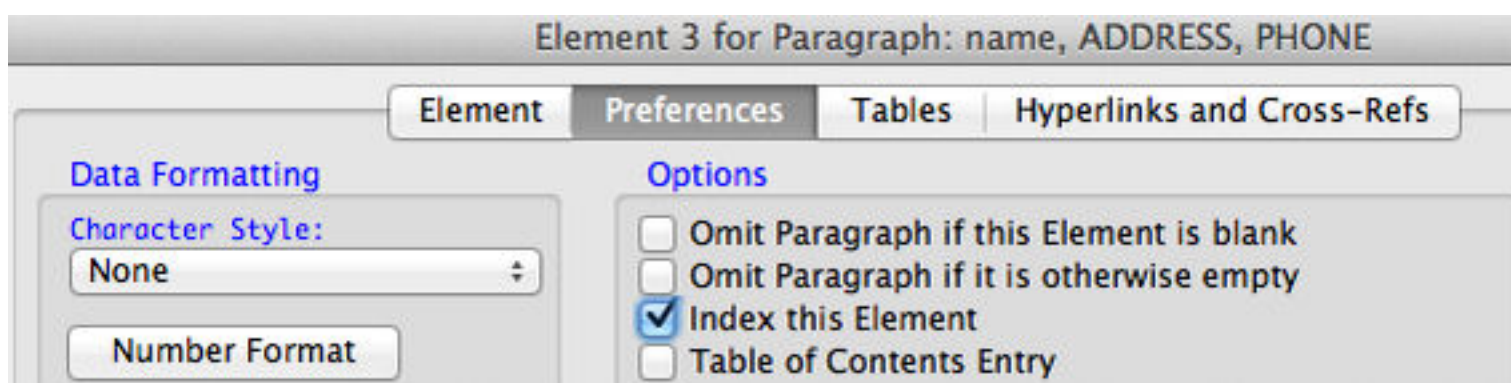 Element 3 for Paragraph: name, ADDRESS, PHONE
Element Preferences Tables Hyperlinks and Cross-Refs
Data Formatting
Character Style:
None
Number Format
Options
Omit Paragraph if this Element is blank
Omit Paragraph if it is otherwise empty
Index this Element
Table of Contents Entry